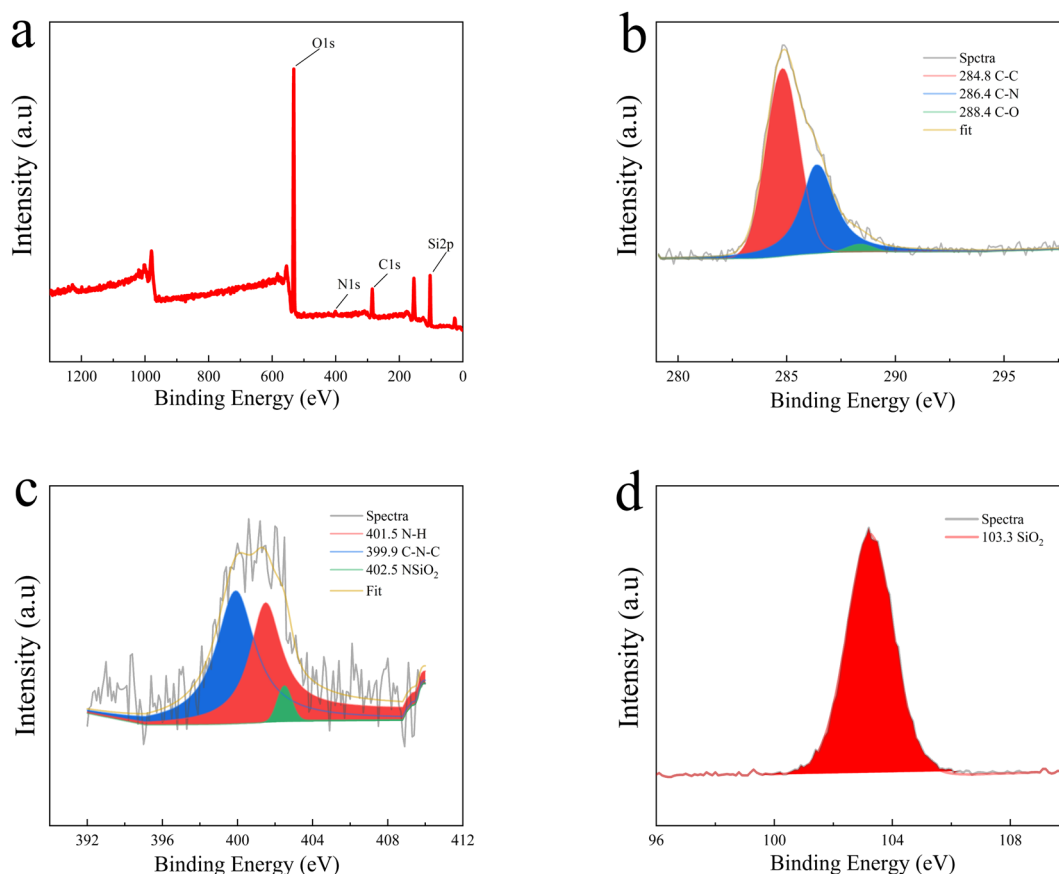 a
O1s
N1s
C1s
Si2p
Intensity (a.u)
1200 1000 800 600 400 200 0
Binding Energy (eV)
b
Spctra
284.8 C-C
286.4 C-N
288.4 C-O
fit
Intensity (a.u)
280 285 290 295
Binding Energy (eV)
c
Spectra
401.5 N-H
399.9 C-N-C
402.5 NSiO₂
Fit
Intensity (a.u)
392 396 400 404 408 412
Binding Energy (eV)
d
Spectra
103.3 SiO₂
Intensity (a.u)
96 100 104 108
Binding Energy (eV)